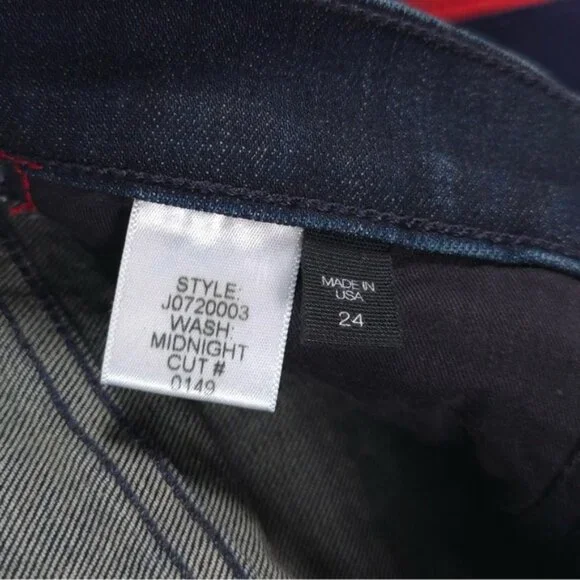 STYLE:
J0720003
WASH:
MIDNIGHT
CUT #
0149
MADE IN
USA
24